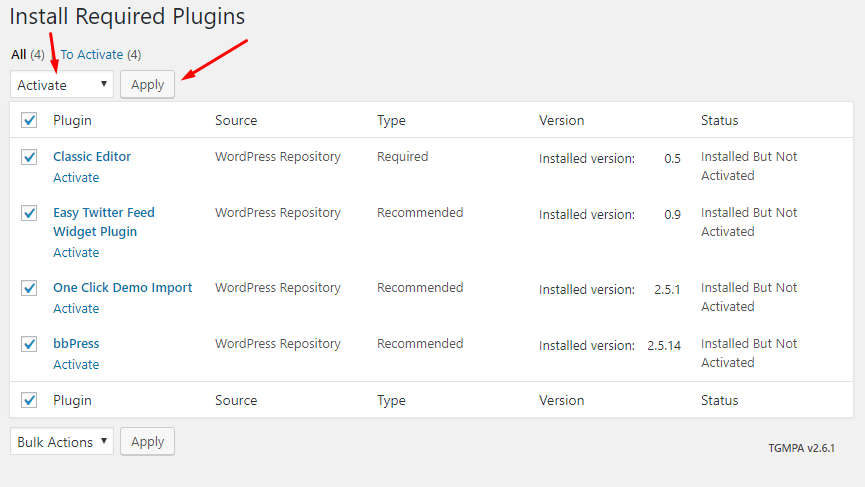 Install Required Plugins
All (4) To Activate (4)
Activate Apply
Plugin Source Type Version Status
Classic Editor WordPress Repository Required Installed version: 0.5 Installed But Not
Activate Activated
Easy Twitter Feed WordPress Repository Recommended Installed version: 0.9 Installed But Not
Widget Plugin Activated
Activate
One Click Demo Import WordPress Repository Recommended Installed version: 2.5.1 Installed But Not
Activate Activated
bbPress WordPress Repository Recommended Installed version: 2.5.14 Installed But Not
Activate Activated
Plugin Source Type Version Status
Bulk Actions Apply
TGMPA v2.6.1